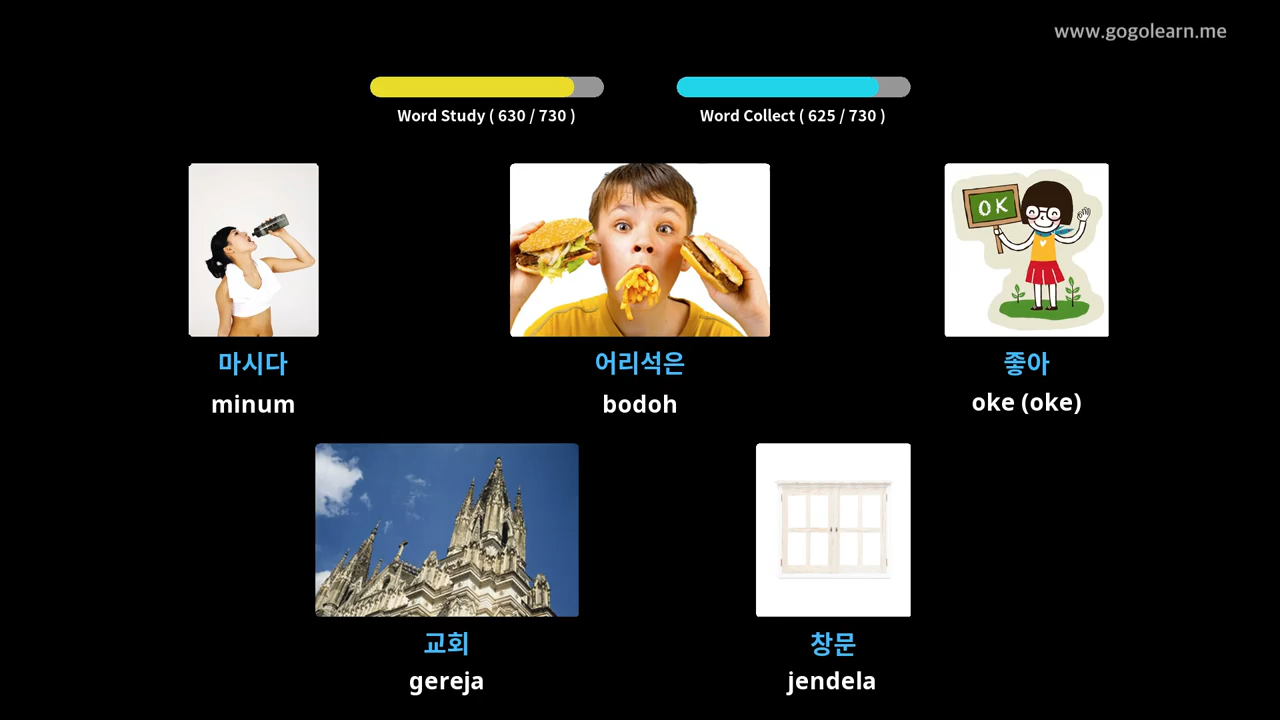 www.gogolearn.me
Word Study ( 630 / 730 )
Word Collect ( 625 / 730 )
OK
마시다
어리석은
좋아
minum
bodoh
oke (oke)
교회
창문
gereja
jendela